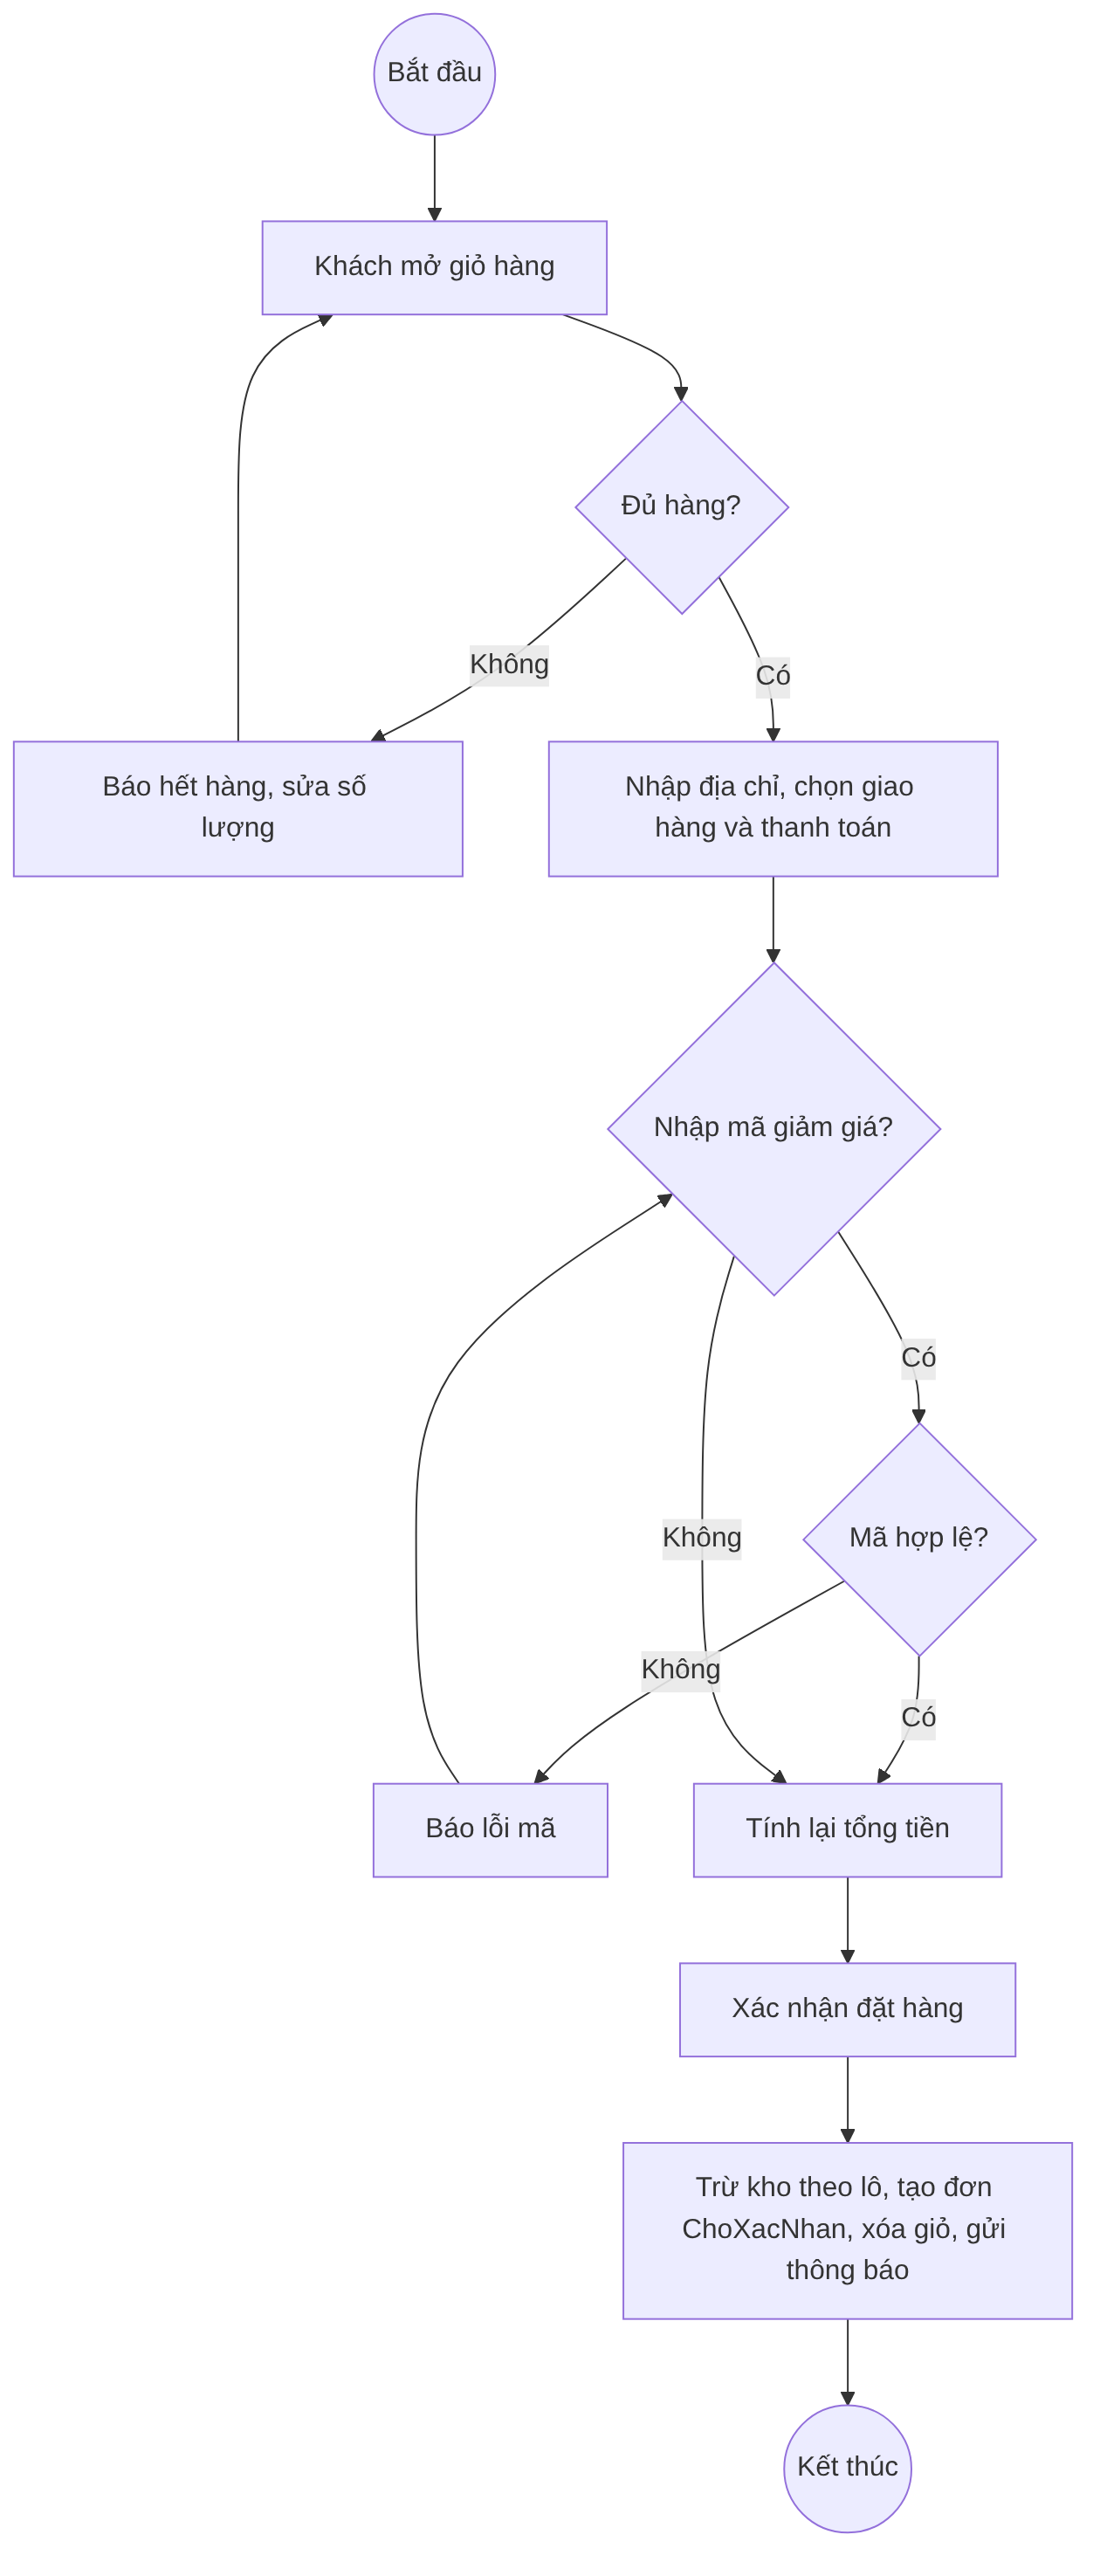 Bắt đầu
Khách mở giỏ hàng
Đủ hàng?
Không
Có
Báo hết hàng, sửa số
lượng
Nhập địa chỉ, chọn giao
hàng và thanh toán
Nhập mã giảm giá?
Có
Không
Mã hợp lệ?
Không
Có
Báo lỗi mã
Tính lại tổng tiền
Xác nhận đặt hàng
Trừ kho theo lô, tạo đơn
ChoXacNhan, xóa giỏ, gửi
thông báo
Kết thúc